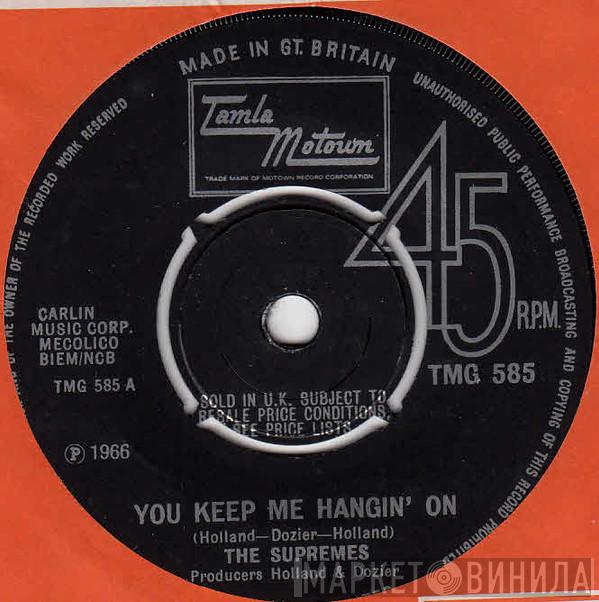 MADE IN GT. BRITAIN
UNAUTHORISED PUBLIC PERFORMANCE BROADCASTING AND COPYING OF THIS RECORD PROHIBITED
OF THE OWNER OF THE RECORDED WORK RESERVED
Tamla
Motown
TRADE MARK OF MOTOWN RECORD CORPORATION
45
R.P.M.
CARLIN
MUSIC CORP.
MECOLICO
BIEM/NCB
TMG 585
TMG 585 A
SOLD IN U.K. SUBJECT TO
RESALE PRICE CONDITIONS,
SEE PRICE LISTS
℗ 1966
YOU KEEP ME HANGIN' ON
(Holland—Dozier—Holland)
THE SUPREMES
Producers Holland & Dozier
МАРКЕТ ВИНИЛА